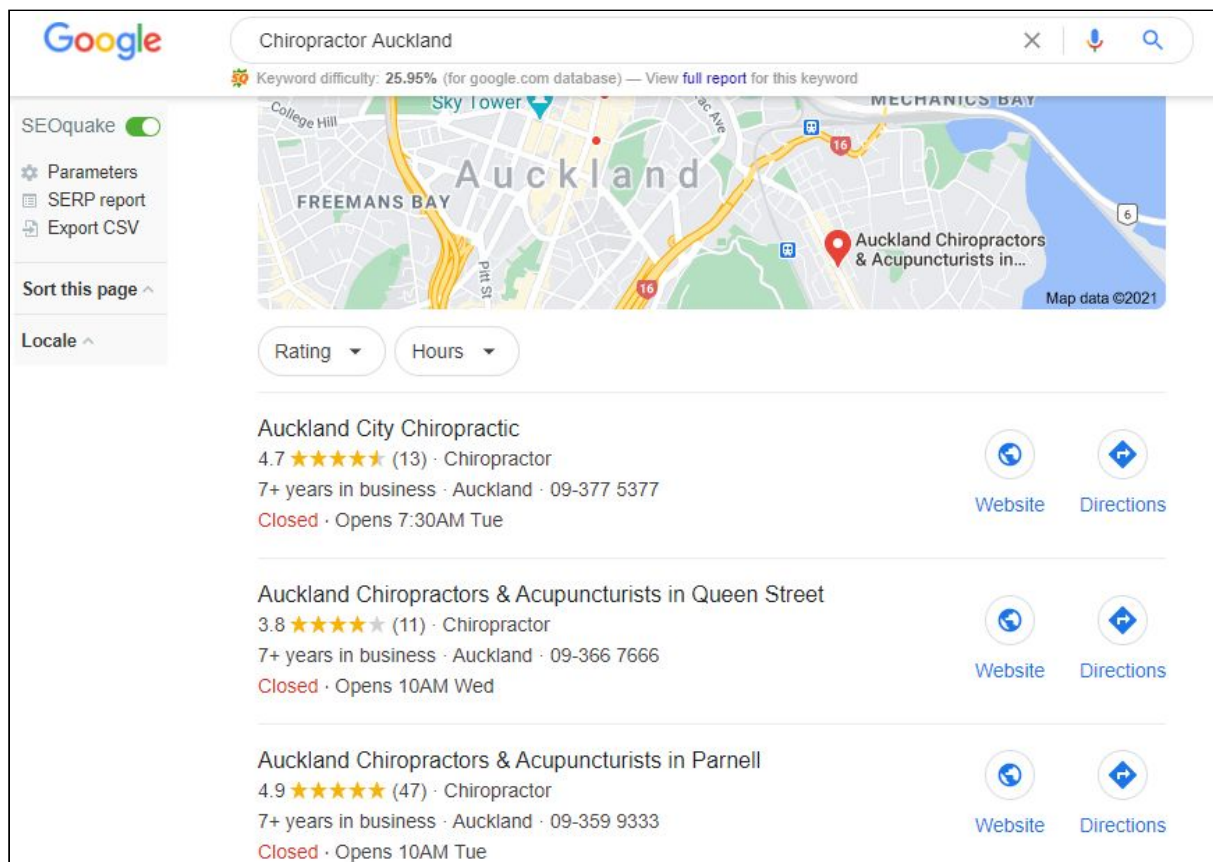 Google
Chiropractor Auckland
Keyword difficulty: 25.95% (for google.com database) — View full report for this keyword
SEOquake
Parameters
SERP report
Export CSV
Sort this page
Locale
College Hill
Sky Tower
MECHANICS BAY
Auckland
FREEMANS BAY
Pitt St
16
16
6
Auckland Chiropractors
& Acupuncturists in...
Map data ©2021
Rating
Hours
Auckland City Chiropractic
4.7 (13) · Chiropractor
7+ years in business · Auckland · 09-377 5377
Closed · Opens 7:30AM Tue
Website
Directions
Auckland Chiropractors & Acupuncturists in Queen Street
3.8 (11) · Chiropractor
7+ years in business · Auckland · 09-366 7666
Closed · Opens 10AM Wed
Website
Directions
Auckland Chiropractors & Acupuncturists in Parnell
4.9 (47) · Chiropractor
7+ years in business · Auckland · 09-359 9333
Closed · Opens 10AM Tue
Website
Directions